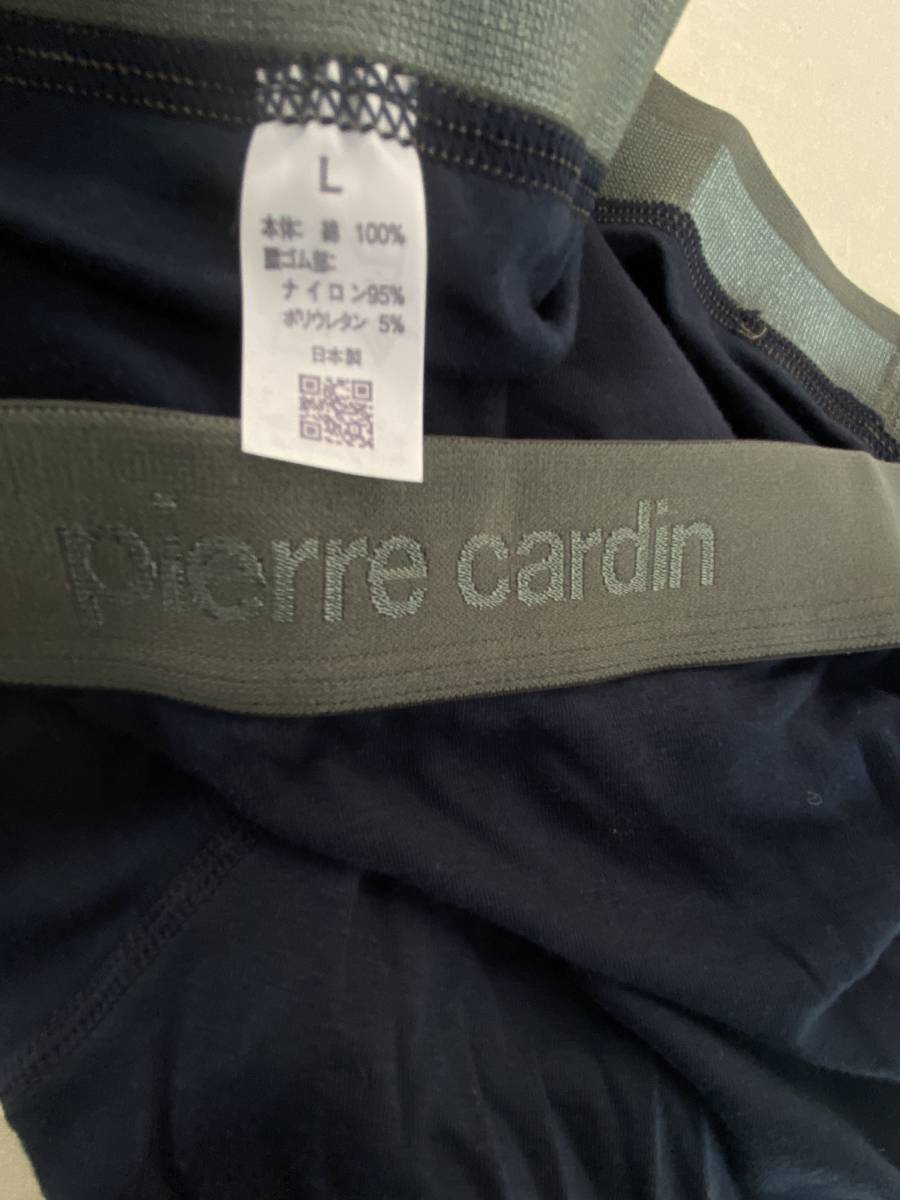 L
本体: 綿 100%
腰ゴム部:
ナイロン95%
ポリウレタン 5%
日本製
pierre cardin